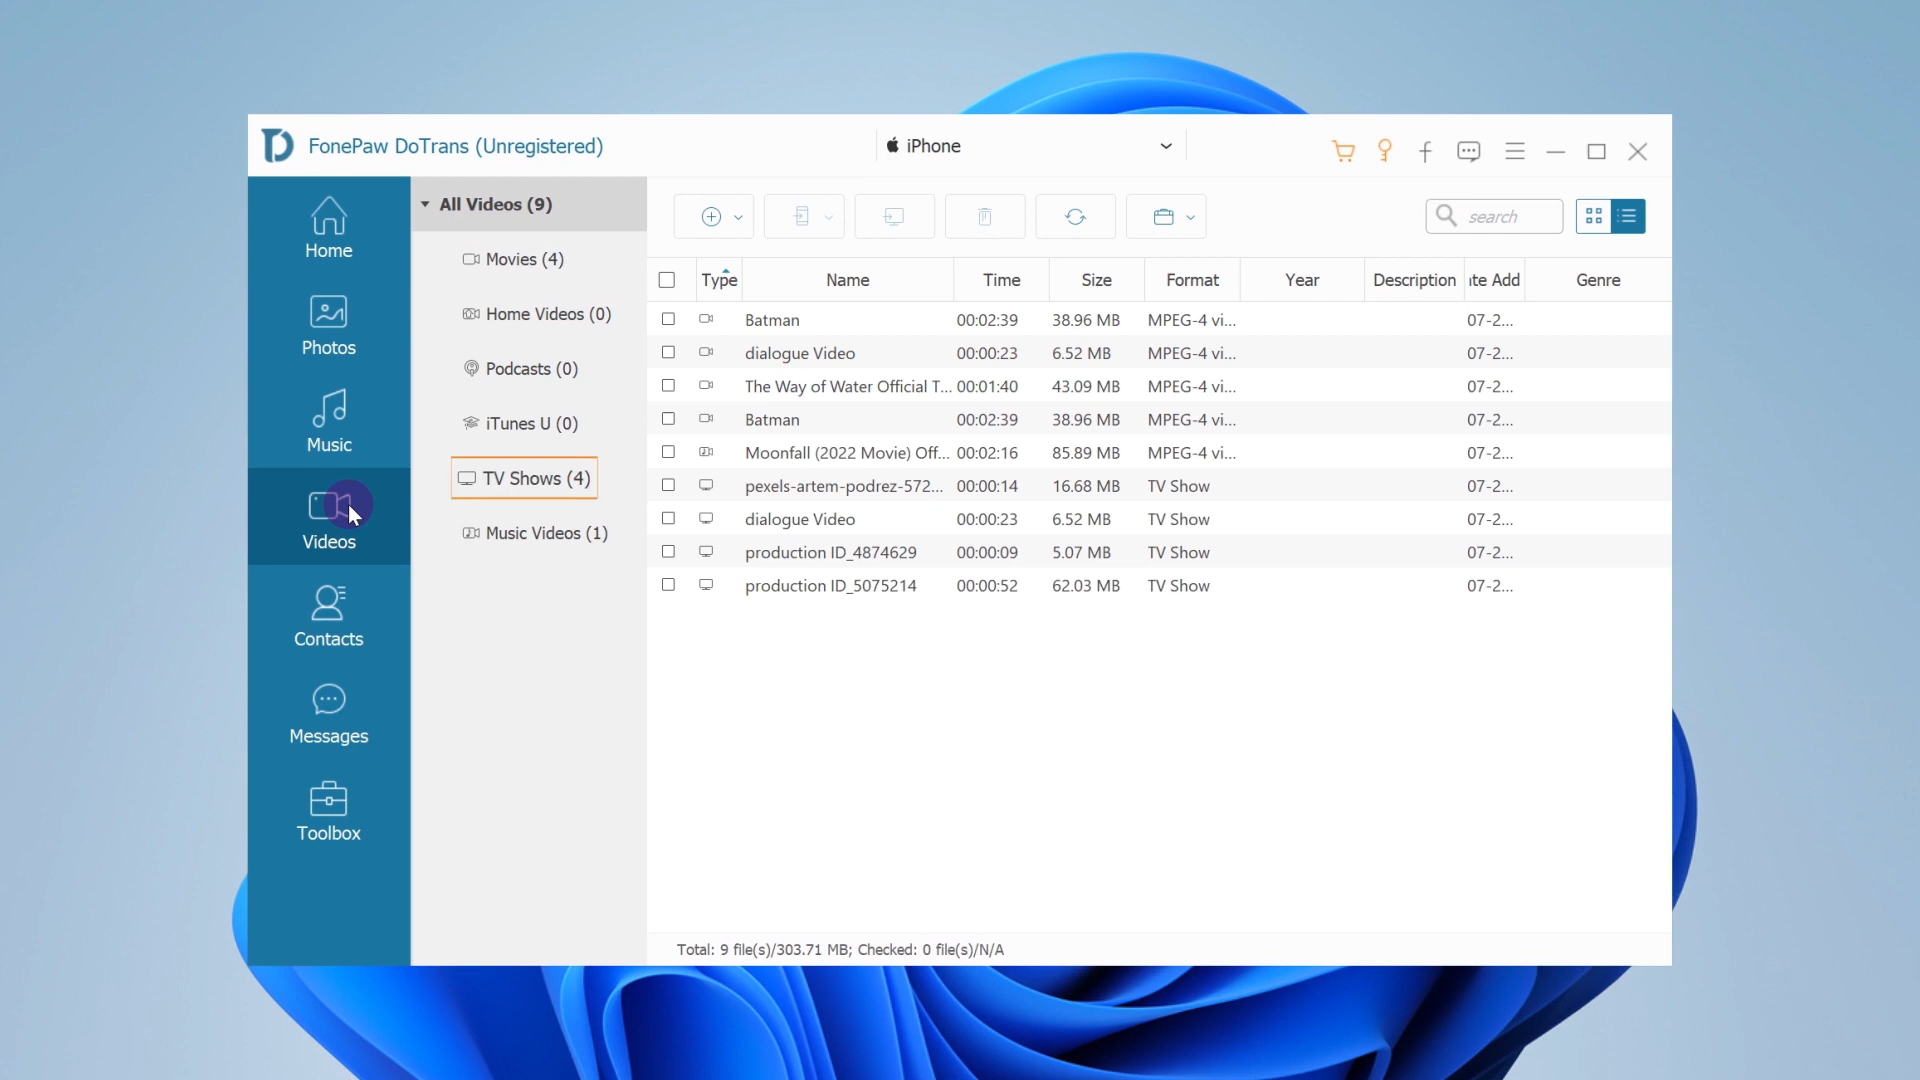 FonePaw DoTrans (Unregistered)
iPhone
Home
Photos
Music
Videos
Contacts
Messages
Toolbox
All Videos (9)
Movies (4)
Home Videos (0)
Podcasts (0)
iTunes U (0)
TV Shows (4)
Music Videos (1)
search
Type Name Time Size Format Year Description ite Add Genre
Batman 00:02:39 38.96 MB MPEG-4 vi... 07-2...
dialogue Video 00:00:23 6.52 MB MPEG-4 vi... 07-2...
The Way of Water Official T... 00:01:40 43.09 MB MPEG-4 vi... 07-2...
Batman 00:02:39 38.96 MB MPEG-4 vi... 07-2...
Moonfall (2022 Movie) Off... 00:02:16 85.89 MB MPEG-4 vi... 07-2...
pexels-artem-podrez-572... 00:00:14 16.68 MB TV Show 07-2...
dialogue Video 00:00:23 6.52 MB TV Show 07-2...
production ID_4874629 00:00:09 5.07 MB TV Show 07-2...
production ID_5075214 00:00:52 62.03 MB TV Show 07-2...
Total: 9 file(s)/303.71 MB; Checked: 0 file(s)/N/A